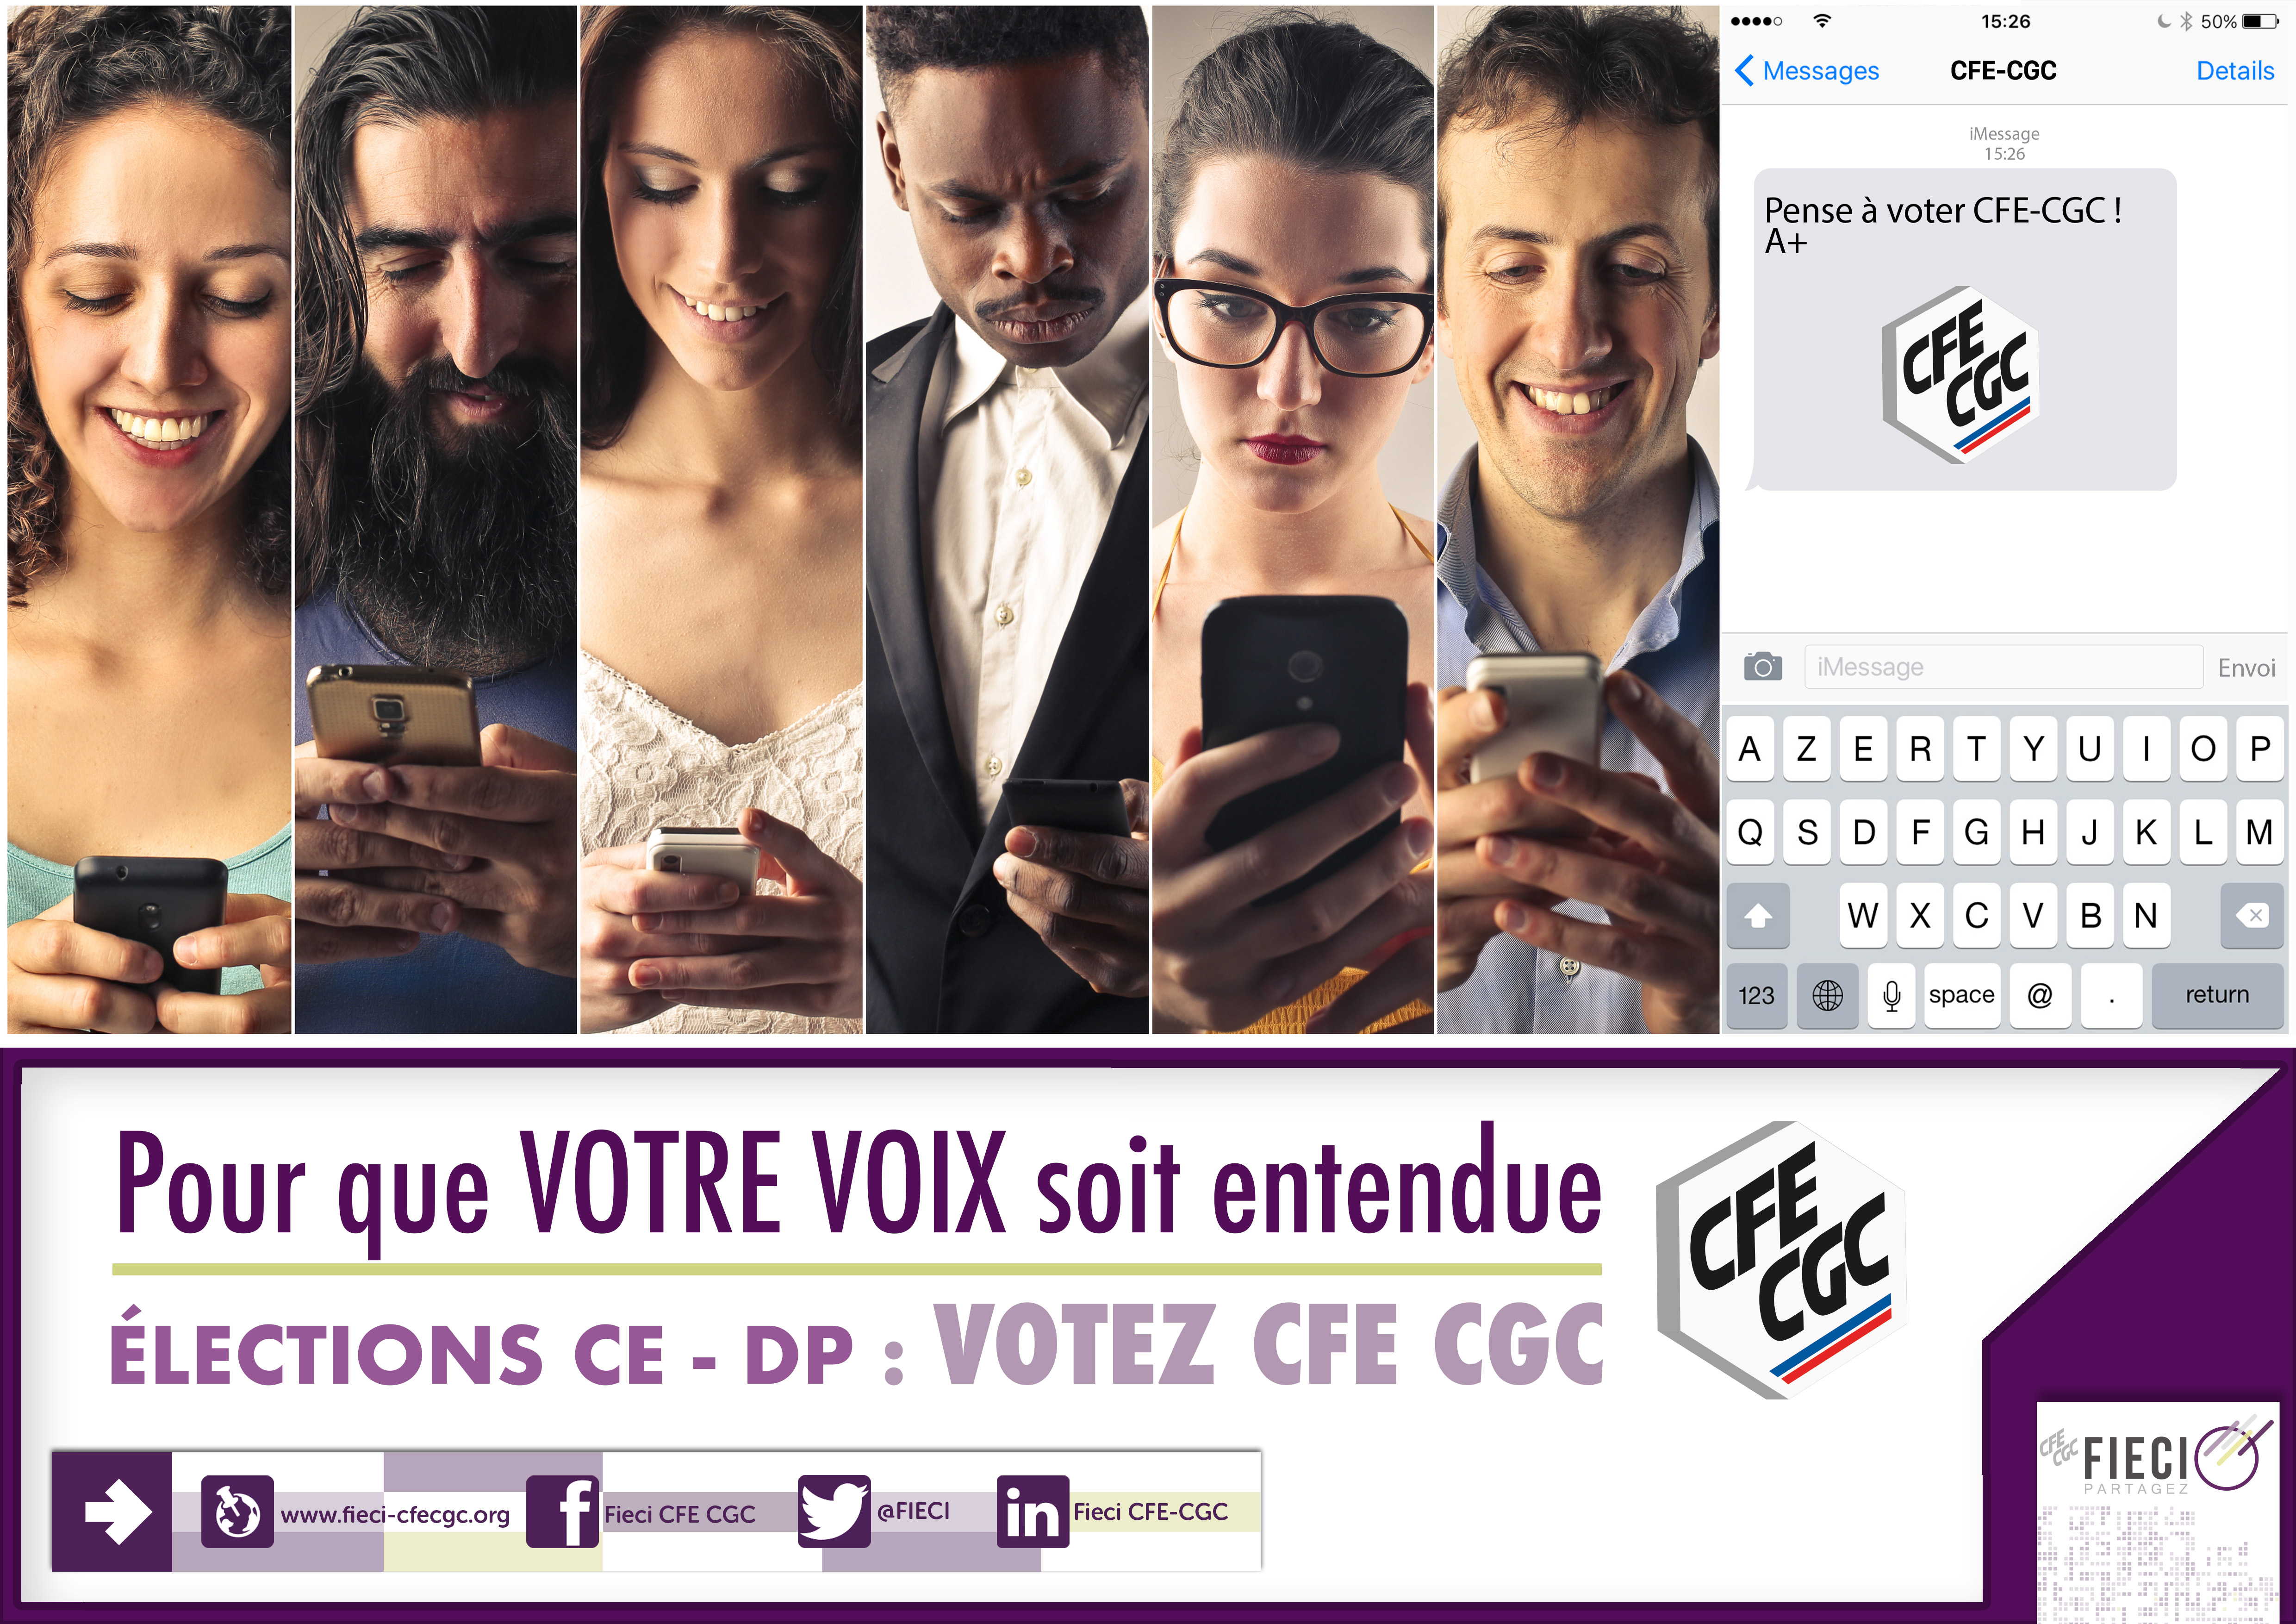 15:26
50%
Messages
CFE-CGC
Details
iMessage
15:26
Pense à voter CFE-CGC !
A+
CFE
CGC
iMessage
Envoi
A Z E R T Y U I O P
Q S D F G H J K L M
W X C V B N
123 space @ . return
Pour que VOTRE VOIX soit entendue
CFE
CGC
ÉLECTIONS CE - DP : VOTEZ CFE CGC
www.fieci-cfecgc.org
f
Fieci CFE CGC
@FIECI
in
Fieci CFE-CGC
CFE
CGC
FIECI
PARTAGEZ